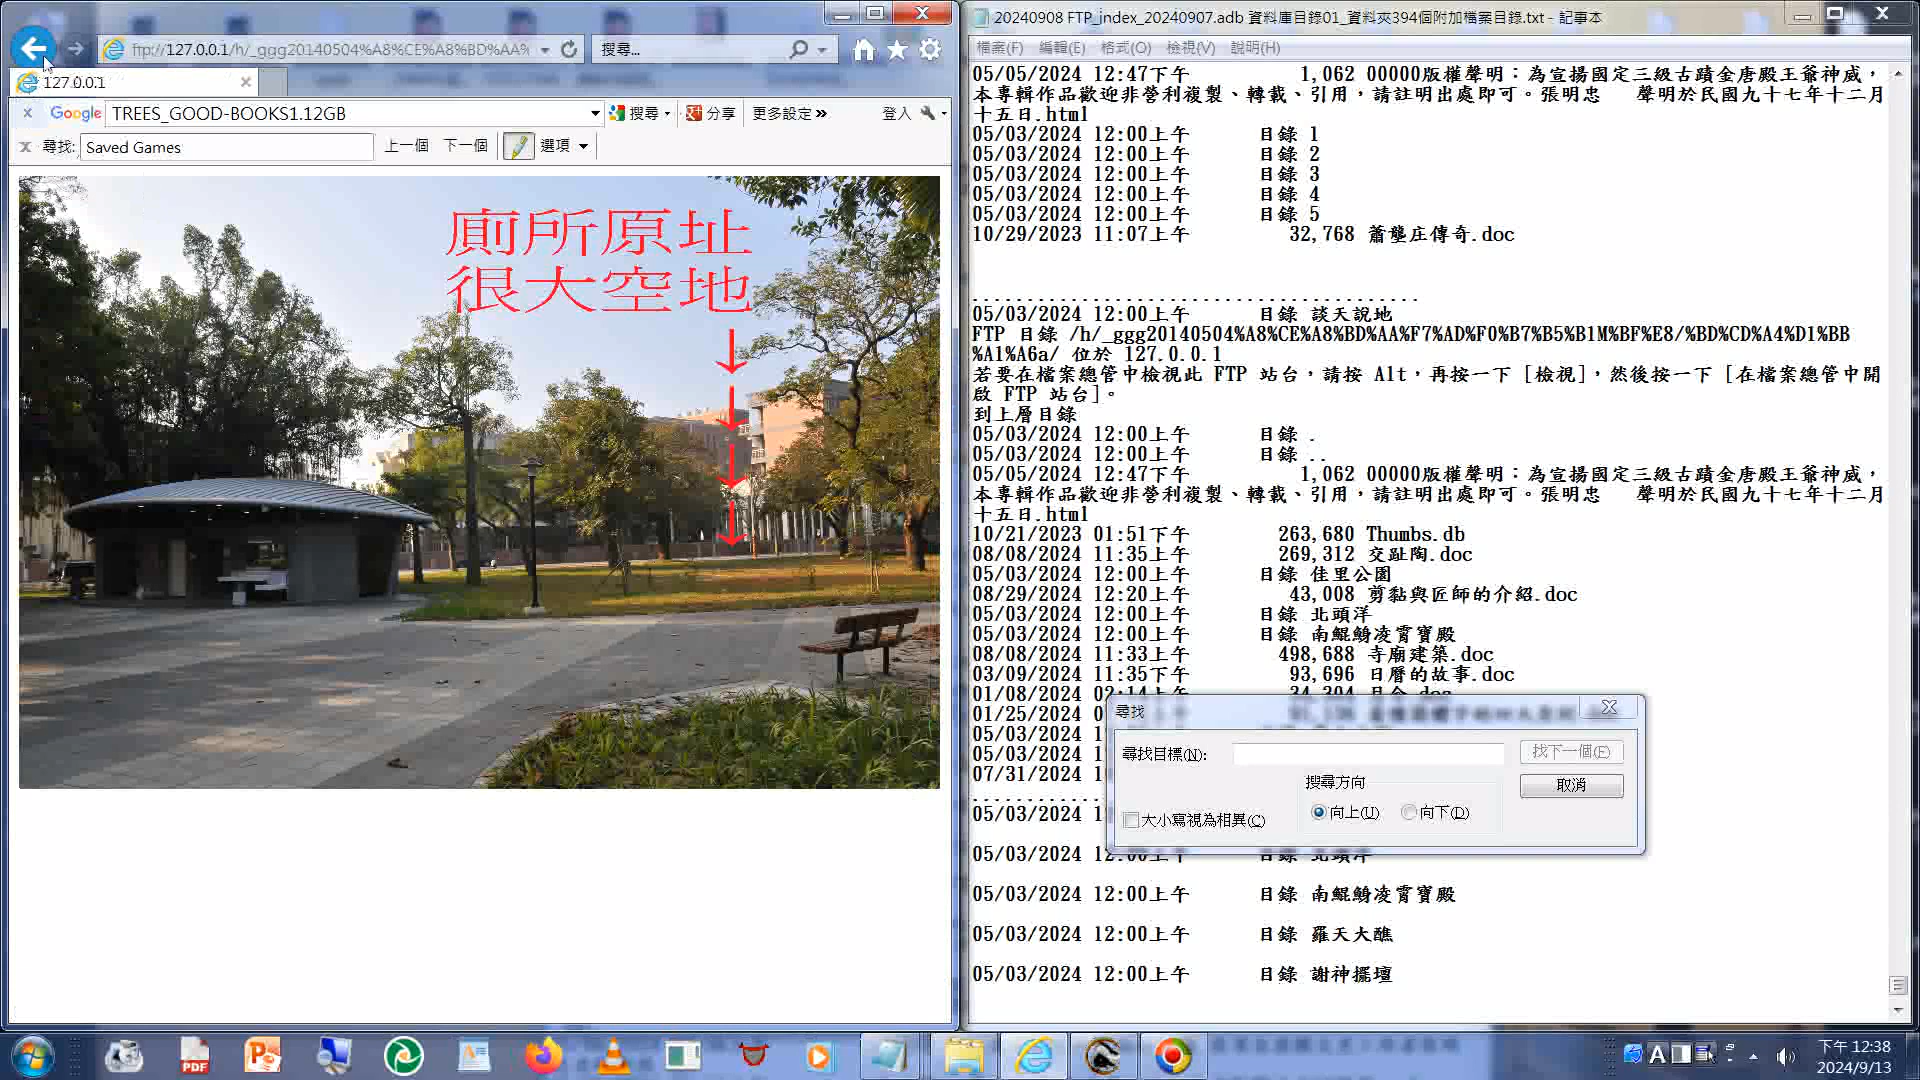 ftp://127.0.0.1/h/_ggg20140504%A8%CE%A8%BD%AA%
搜尋...
127.0.0.1
Google
TREES_GOOD-BOOKS1.12GB
搜尋
分享
更多設定 »
登入
尋找:
Saved Games
上一個
下一個
選項
廁所原址
很大空地
20240908 FTP_index_20240907.adb 資料庫目錄01_資料夾394個附加檔案目錄.txt - 記事本
檔案(F)
編輯(E)
格式(O)
檢視(V)
說明(H)
05/05/2024 12:47下午 1,062 00000版權聲明：為宣揚國定三級古蹟金唐殿王爺神威，
本專輯作品歡迎非營利複製、轉載、引用，請註明出處即可。張明忠 聲明於民國九十七年十二月
十五日.html
05/03/2024 12:00上午 目錄 1
05/03/2024 12:00上午 目錄 2
05/03/2024 12:00上午 目錄 3
05/03/2024 12:00上午 目錄 4
05/03/2024 12:00上午 目錄 5
10/29/2023 11:07上午 32,768 蕭壟庄傳奇.doc
05/03/2024 12:00上午 目錄 談天說地
FTP 目錄 /h/_ggg20140504%A8%CE%A8%BD%AA%F7%AD%F0%B7%B5%B1M%BF%E8/%BD%CD%A4%D1%BB
%A1%A6a/ 位於 127.0.0.1
若要在檔案總管中檢視此 FTP 站台，請按 Alt，再按一下 [檢視]，然後按一下 [在檔案總管中開
啟 FTP 站台]。
到上層目錄
05/03/2024 12:00上午 目錄 .
05/03/2024 12:00上午 目錄 ..
05/05/2024 12:47下午 1,062 00000版權聲明：為宣揚國定三級古蹟金唐殿王爺神威，
本專輯作品歡迎非營利複製、轉載、引用，請註明出處即可。張明忠 聲明於民國九十七年十二月
十五日.html
10/21/2023 01:51下午 263,680 Thumbs.db
08/08/2024 11:35上午 269,312 交趾陶.doc
05/03/2024 12:00上午 目錄 佳里公園
08/29/2024 12:20上午 43,008 剪黏與匠師的介紹.doc
05/03/2024 12:00上午 目錄 北頭洋
05/03/2024 12:00上午 目錄 南鯤鯓凌霄寶殿
08/08/2024 11:33上午 498,688 寺廟建築.doc
03/09/2024 11:35下午 93,696 日曆的故事.doc
01/08/2024
01/25/2024
05/03/2024
05/03/2024
07/31/2024
05/03/2024
尋找
尋找目標(N):
找下一個(F)
搜尋方向
取消
大小寫視為相異(C)
向上(U)
向下(D)
05/03/2024 12:00上午 目錄 北頭洋
05/03/2024 12:00上午 目錄 南鯤鯓凌霄寶殿
05/03/2024 12:00上午 目錄 羅天大醮
05/03/2024 12:00上午 目錄 謝神擺壇
PDF
A
下午 12:38
2024/9/13